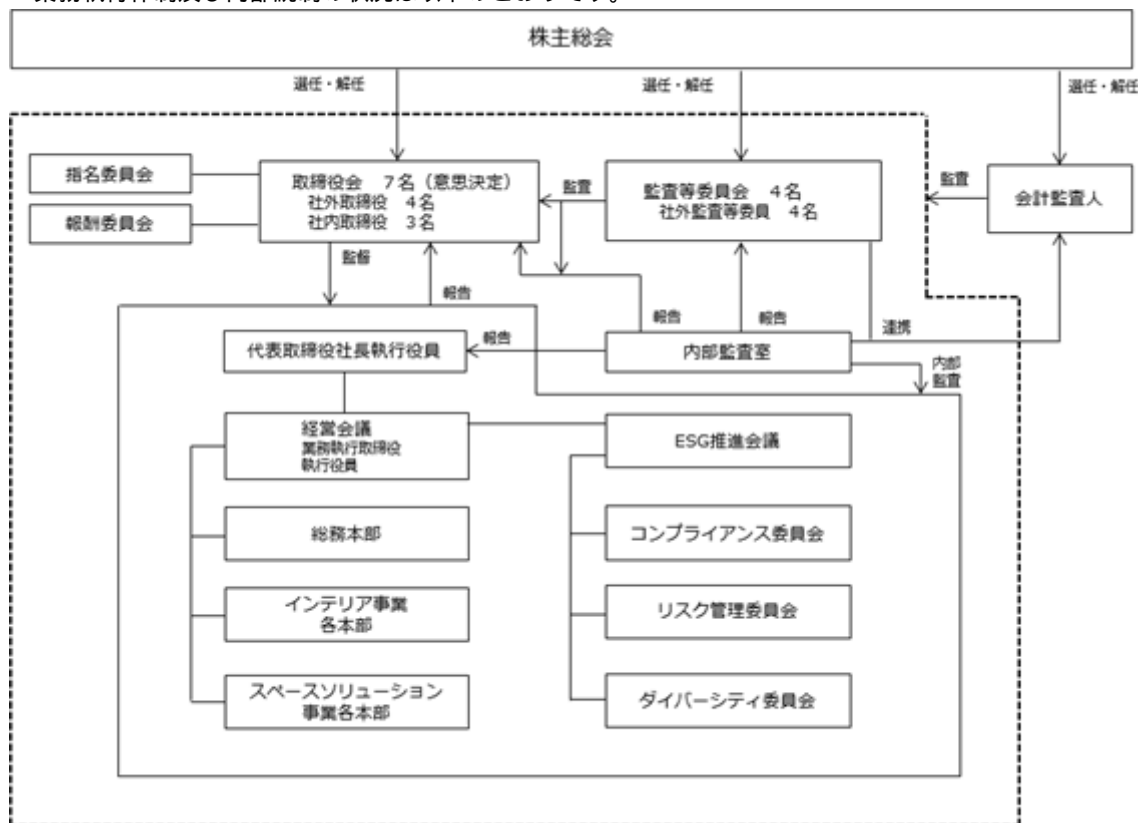 業務執行体制及び内部統制の状況は以下のとおりです。
株主総会
選任・解任
選任・解任
選任・解任
指名委員会
報酬委員会
取締役会 7名（意思決定）
社外取締役 4名
社内取締役 3名
監査
監査等委員会 4名
社外監査等委員 4名
監査
会計監査人
監督
報告
報告
報告
連携
代表取締役社長執行役員
報告
内部監査室
内部
監査
経営会議
業務執行取締役
執行役員
ESG推進会議
総務本部
コンプライアンス委員会
インテリア事業
各本部
リスク管理委員会
スペースソリューション
事業各本部
ダイバーシティ委員会